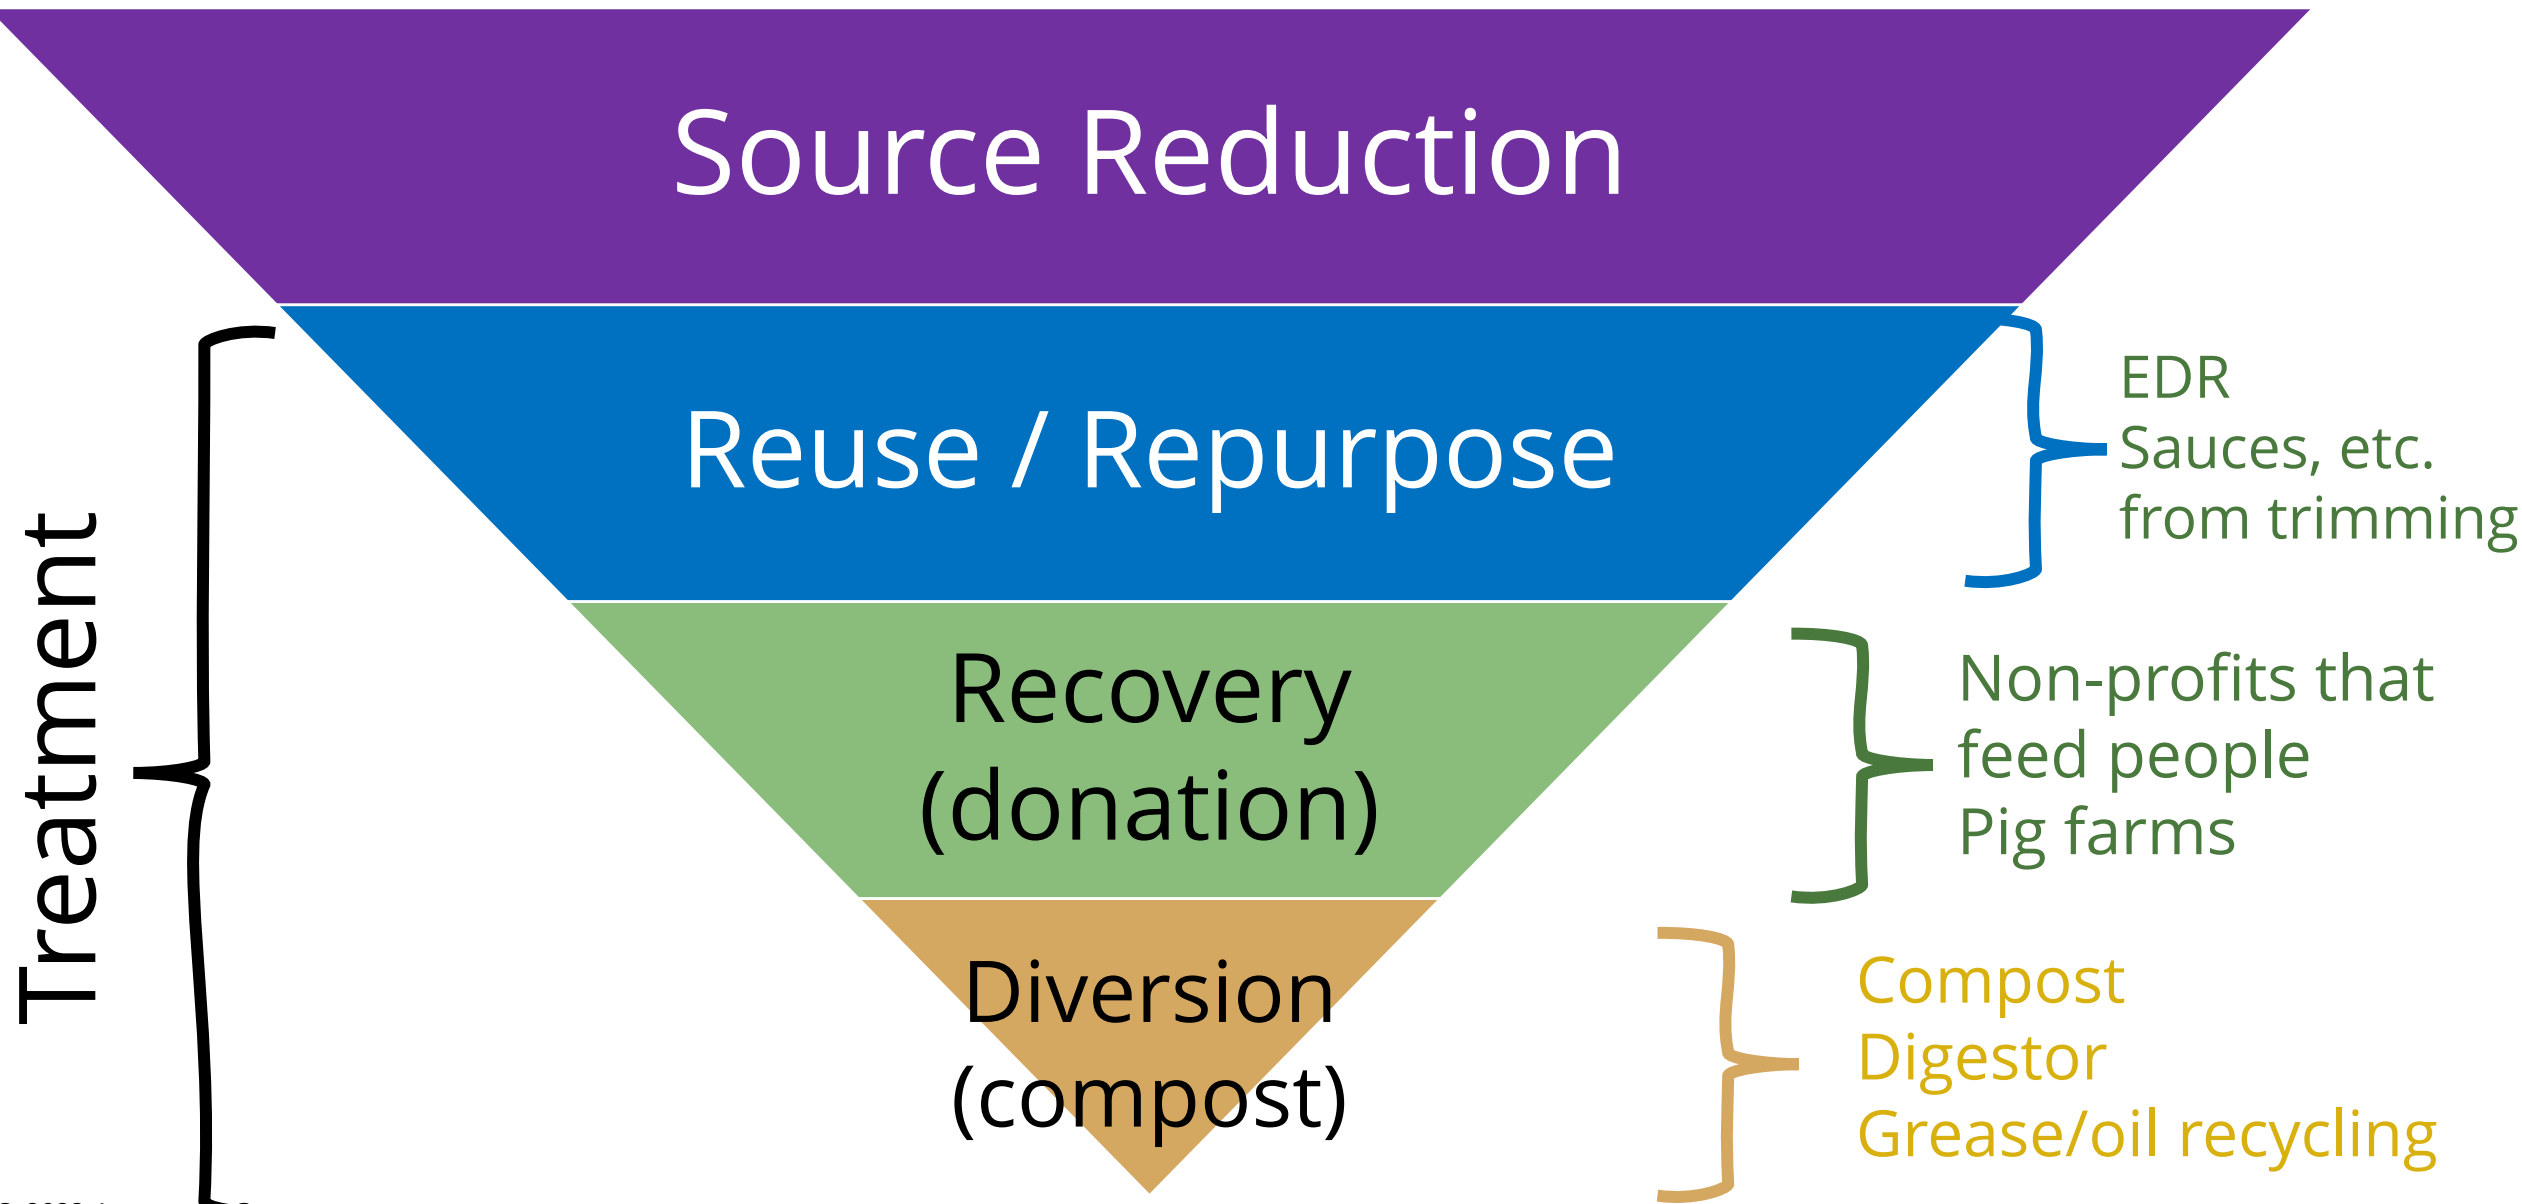 Source Reduction
Treatment
Reuse / Repurpose
EDR
Sauces, etc.
from trimming
Recovery
(donation)
Non-profits that
feed people
Pig farms
Diversion
(compost)
Compost
Digestor
Grease/oil recycling